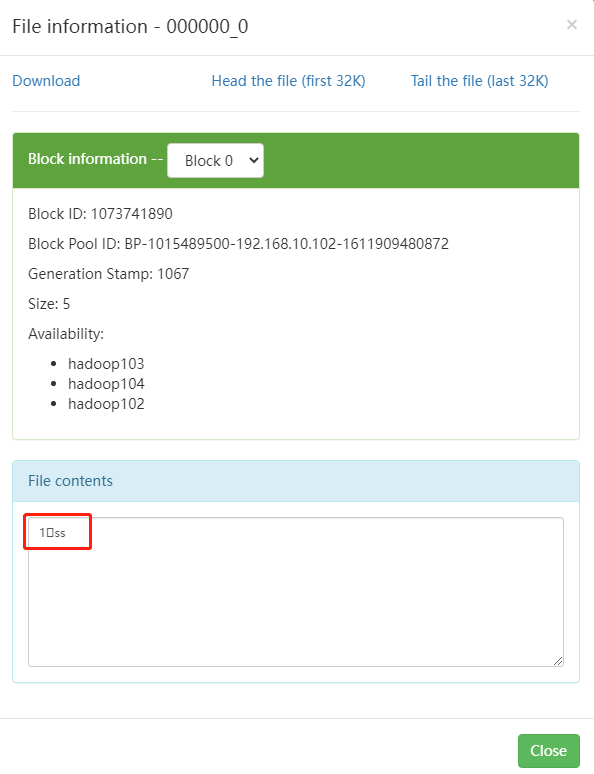 File information - 000000_0 ×
Download Head the file (first 32K) Tail the file (last 32K)
Block information -- Block 0
Block ID: 1073741890
Block Pool ID: BP-1015489500-192.168.10.102-1611909480872
Generation Stamp: 1067
Size: 5
Availability:
• hadoop103
• hadoop104
• hadoop102
File contents
1▯ss
Close